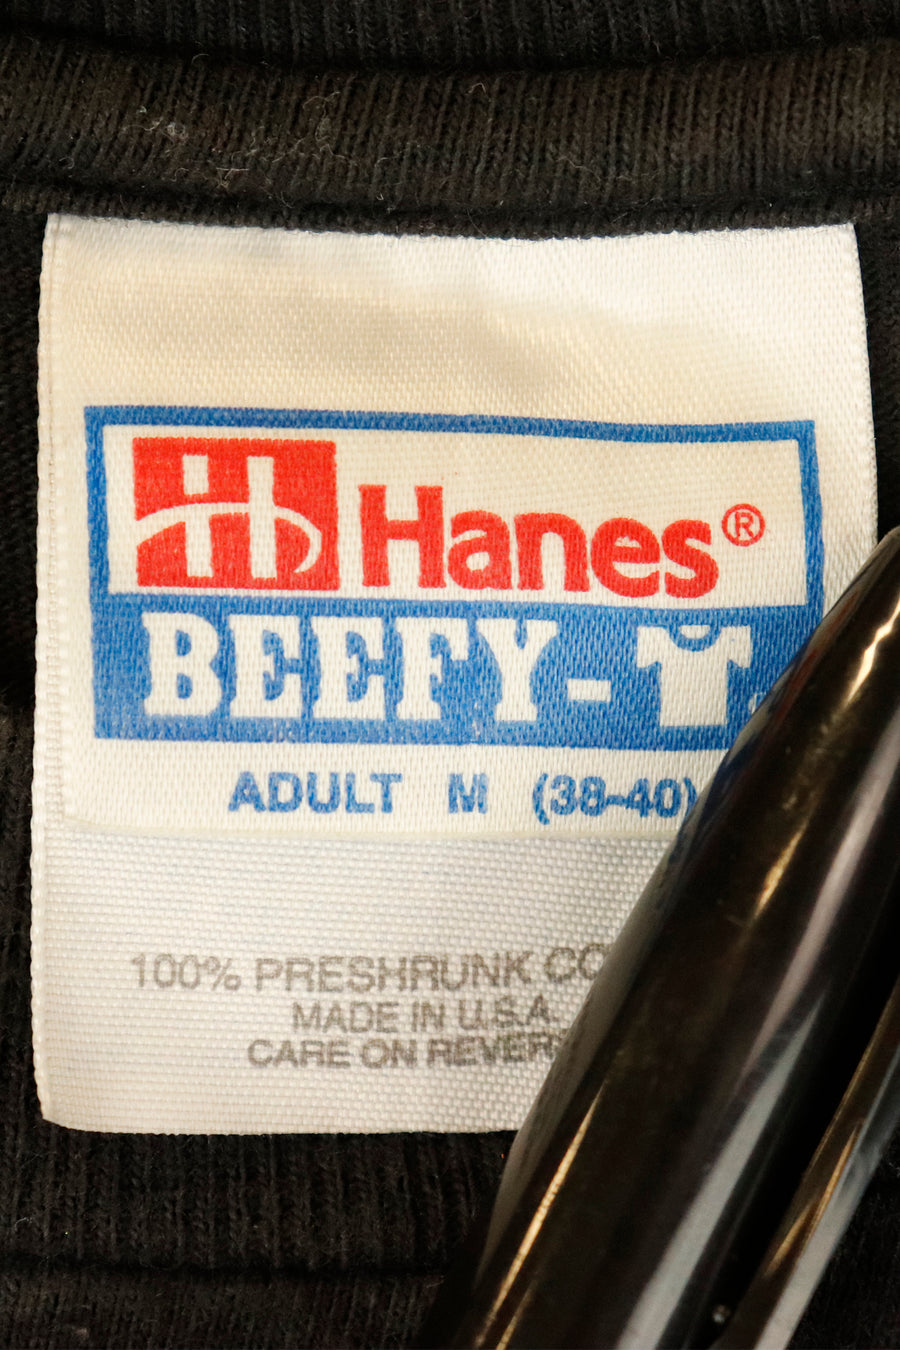 Hanes®
BEEFY-
ADULT M (38-40)
100% PRESHRUNK
MADE IN U.S.A.
CARE ON